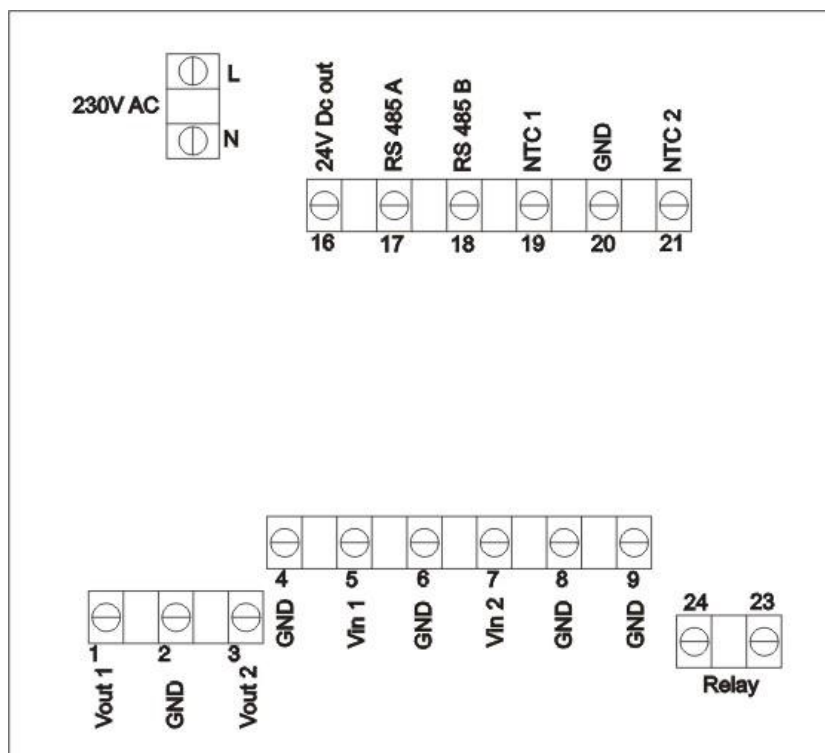 L
230V AC
N
24V Dc out
RS 485 A
RS 485 B
NTC 1
GND
NTC 2
16 17 18 19 20 21
4 5 6 7 8 9
GND
Vin 1
GND
VIn 2
GND
GND
24 23
Relay
1 2 3
Vout 1
GND
Vout 2